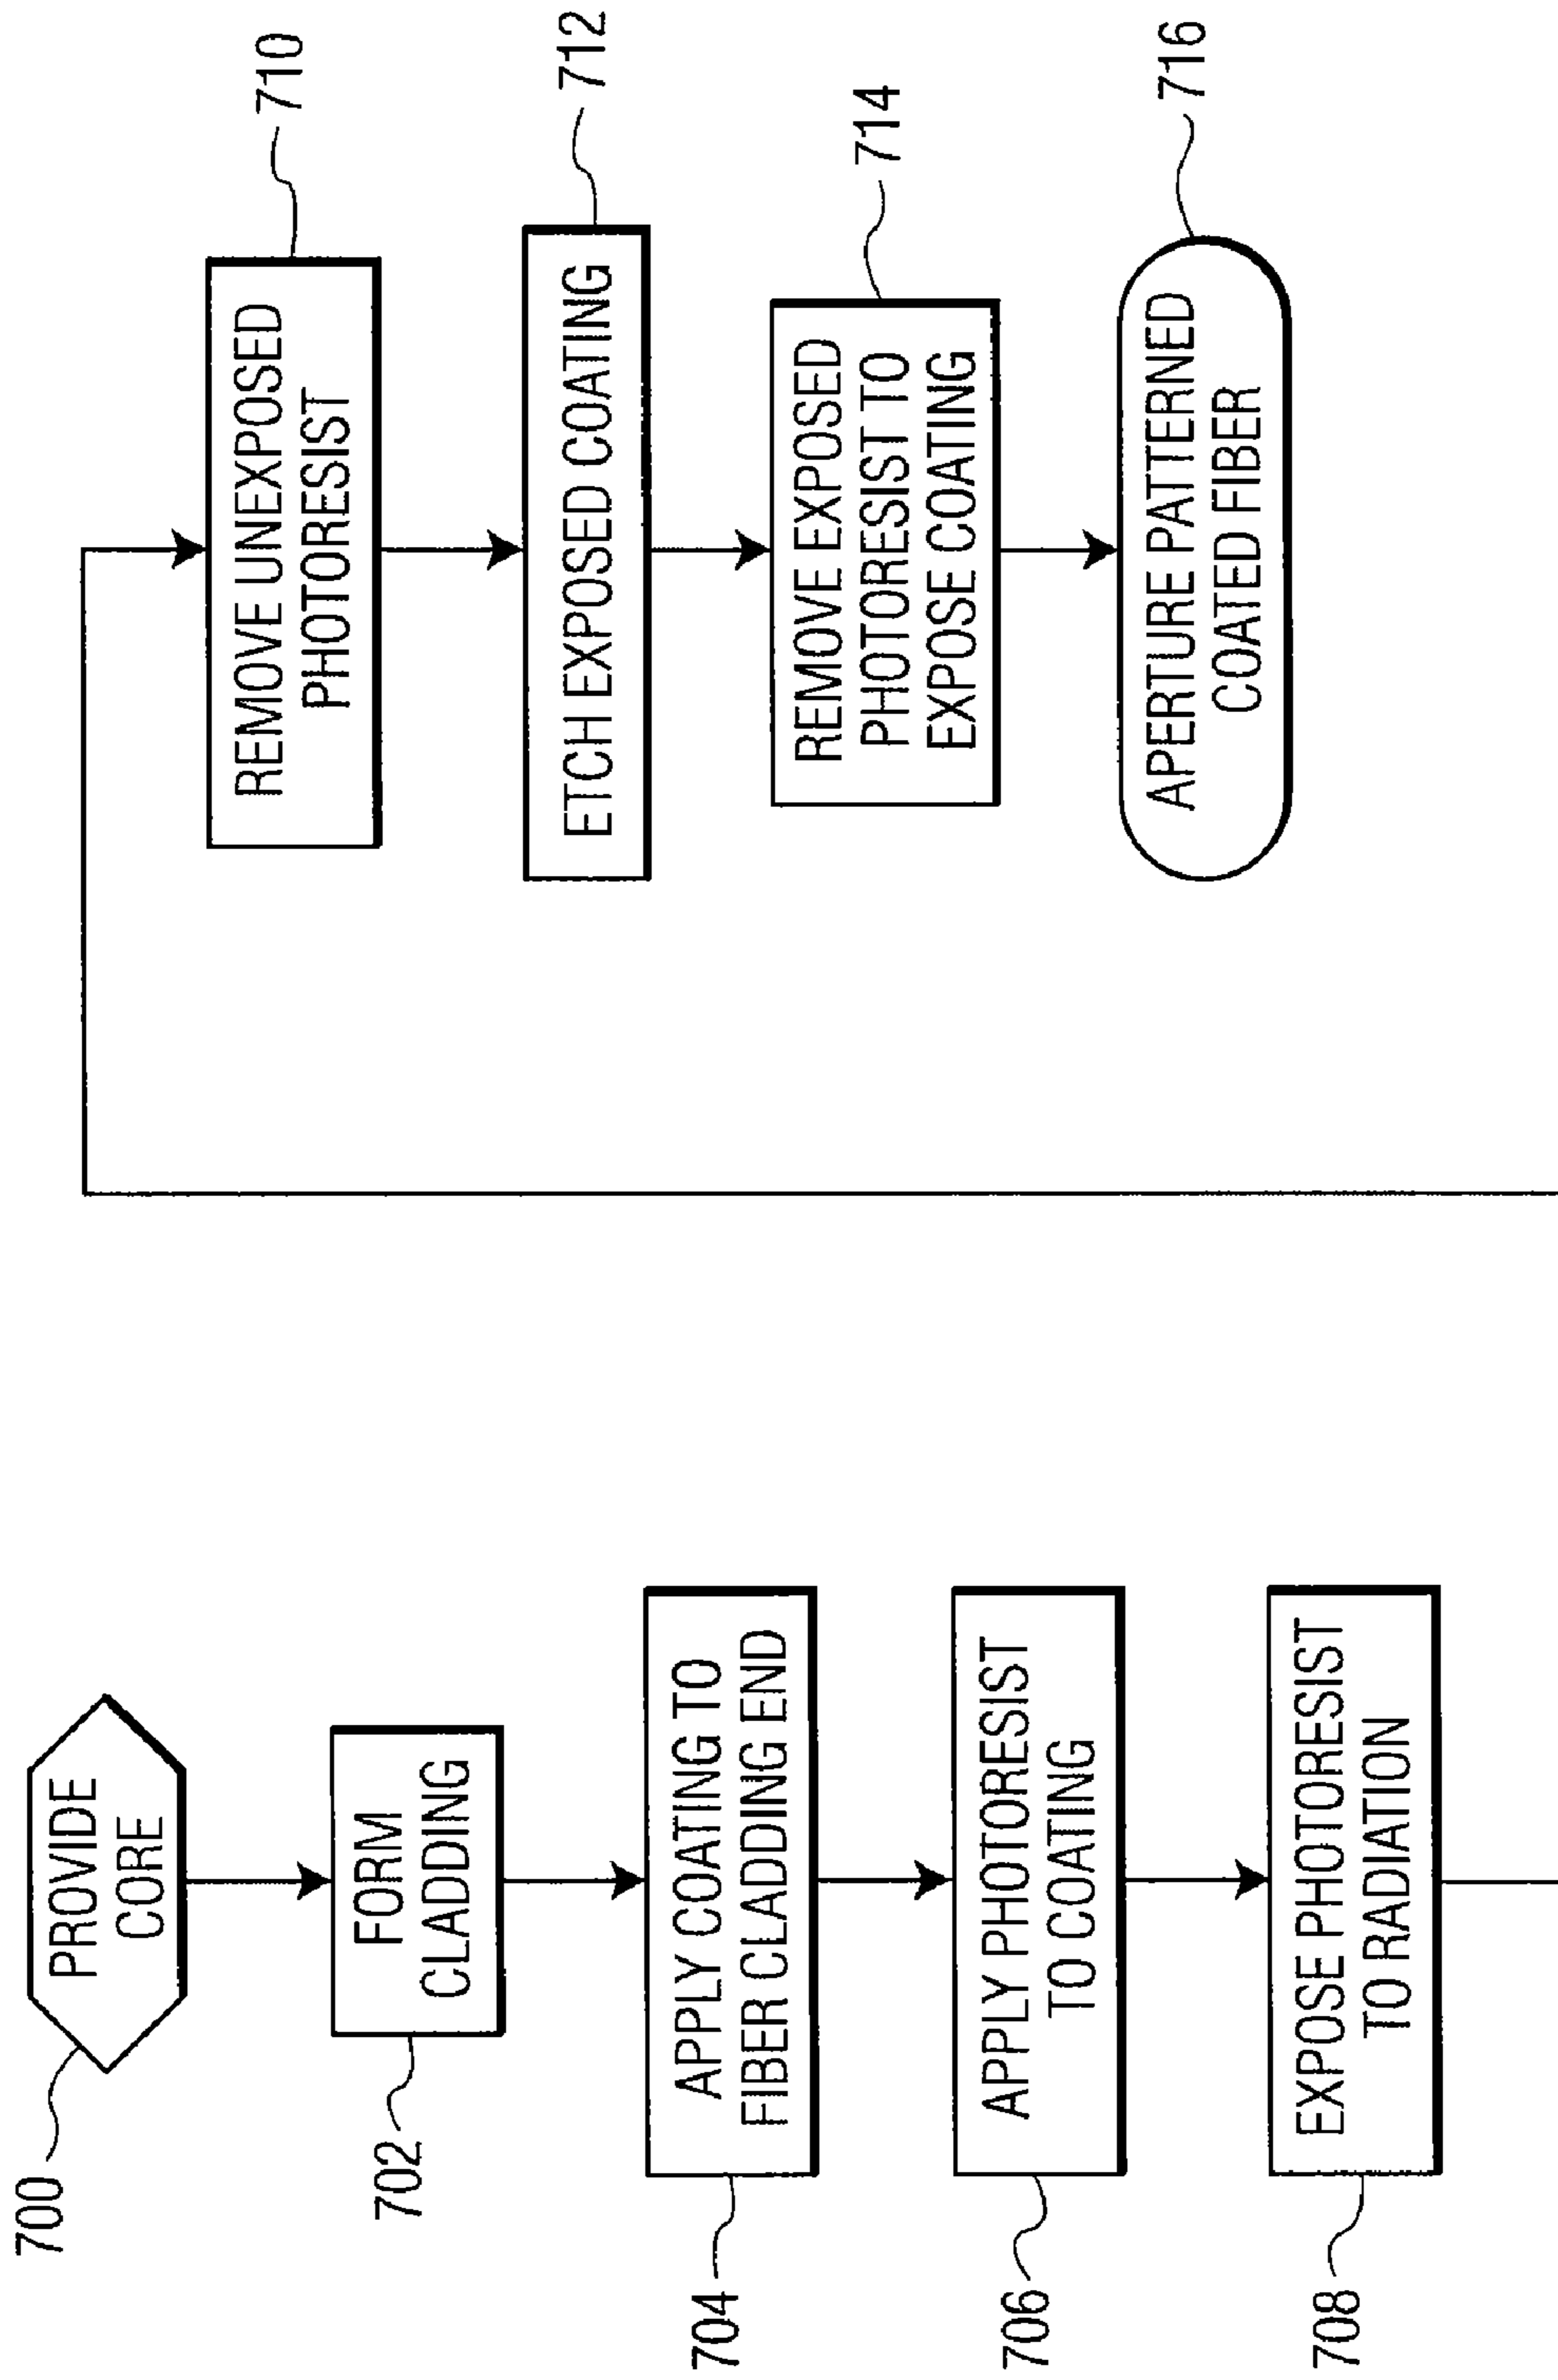 700
PROVIDE
CORE
702
FORM
CLADDING
704
APPLY COATING TO
FIBER CLADDING END
706
APPLY PHOTORESIST
TO COATING
708
EXPOSE PHOTORESIST
TO RADIATION
710
REMOVE UNEXPOSED
PHOTORESIST
712
ETCH EXPOSED COATING
714
REMOVE EXPOSED
PHOTORESIST TO
EXPOSE COATING
716
APERTURE PATTERNED
COATED FIBER